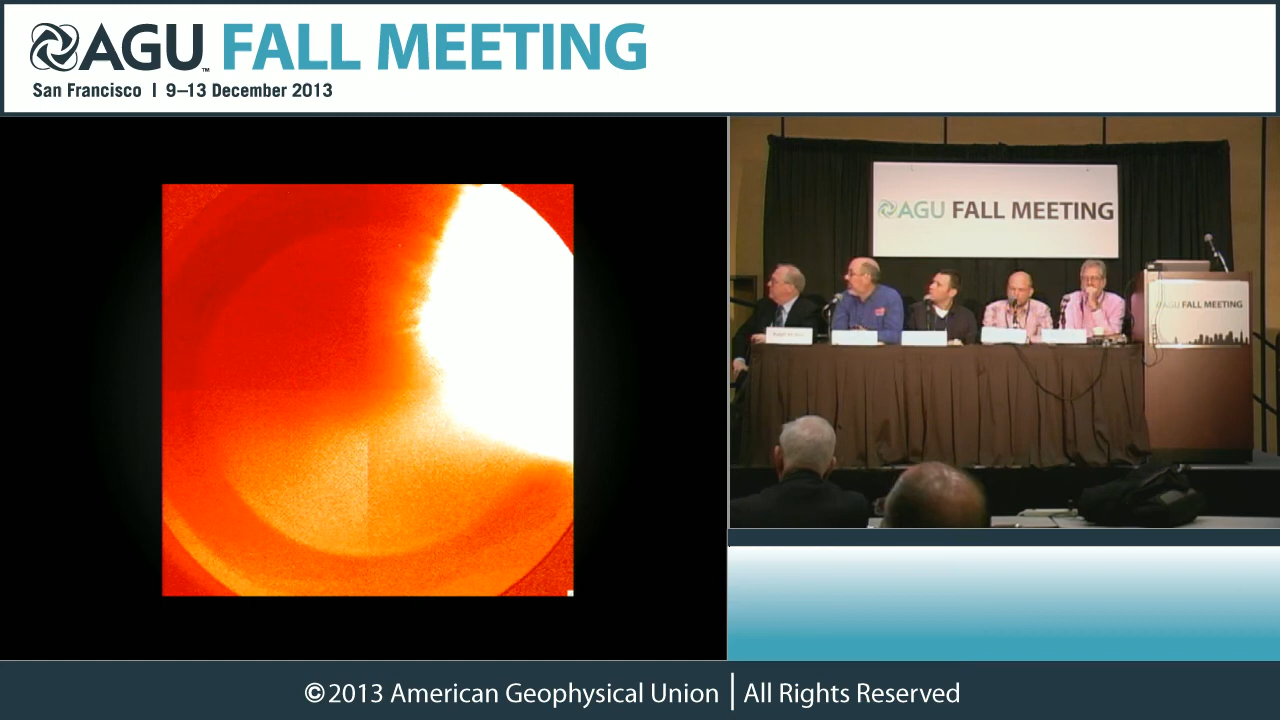 AGU™ FALL MEETING
San Francisco | 9–13 December 2013
AGU FALL MEETING
AGU FALL MEETING
©2013 American Geophysical Union | All Rights Reserved